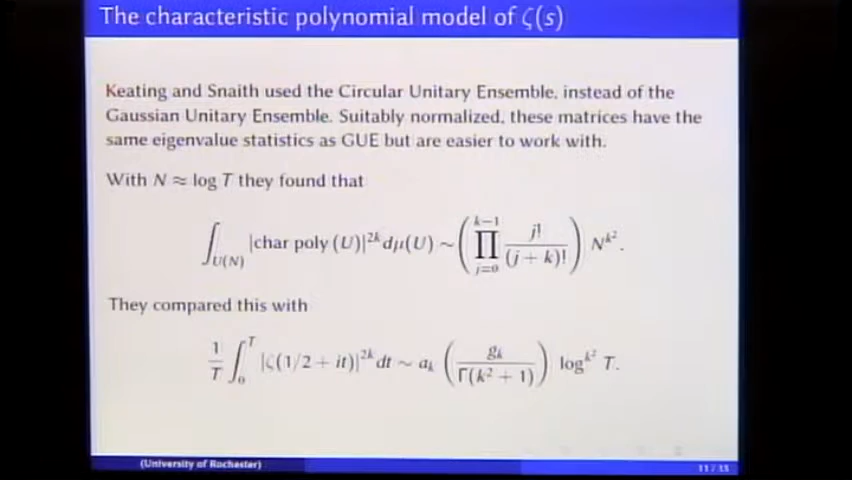 The characteristic polynomial model of ζ(s)
Keating and Snaith used the Circular Unitary Ensemble, instead of the
Gaussian Unitary Ensemble. Suitably normalized, these matrices have the
same eigenvalue statistics as GUE but are easier to work with.
With N ≈ log T they found that
∫_{U(N)} |char poly (U)|^{2k} dμ(U) ∼ (∏_{j=0}^{k−1} j!/(j + k)!) N^{k²}.
They compared this with
1/T ∫_0^T |ζ(1/2 + it)|^{2k} dt ∼ a_k (g_k/Γ(k² + 1)) log^{k²} T.
(University of Rochester)
11 / 13